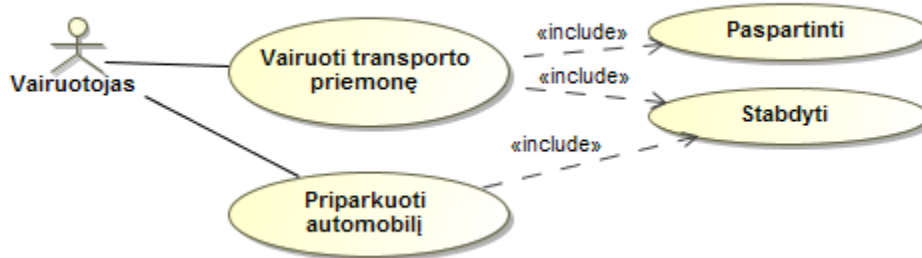 Vairuotojas
Vairuoti transporto
priemonę
«include»
Paspartinti
«include»
Stabdyti
«include»
Priparkuoti
automobilį